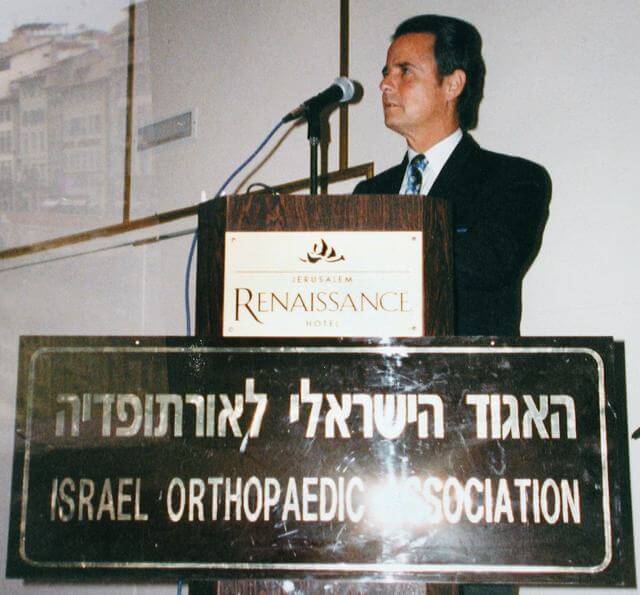 JERUSALEM
RENAISSANCE
HOTEL
האגוד הישראלי לאורתופדיה
ISRAEL ORTHOPAEDIC ASSOCIATION